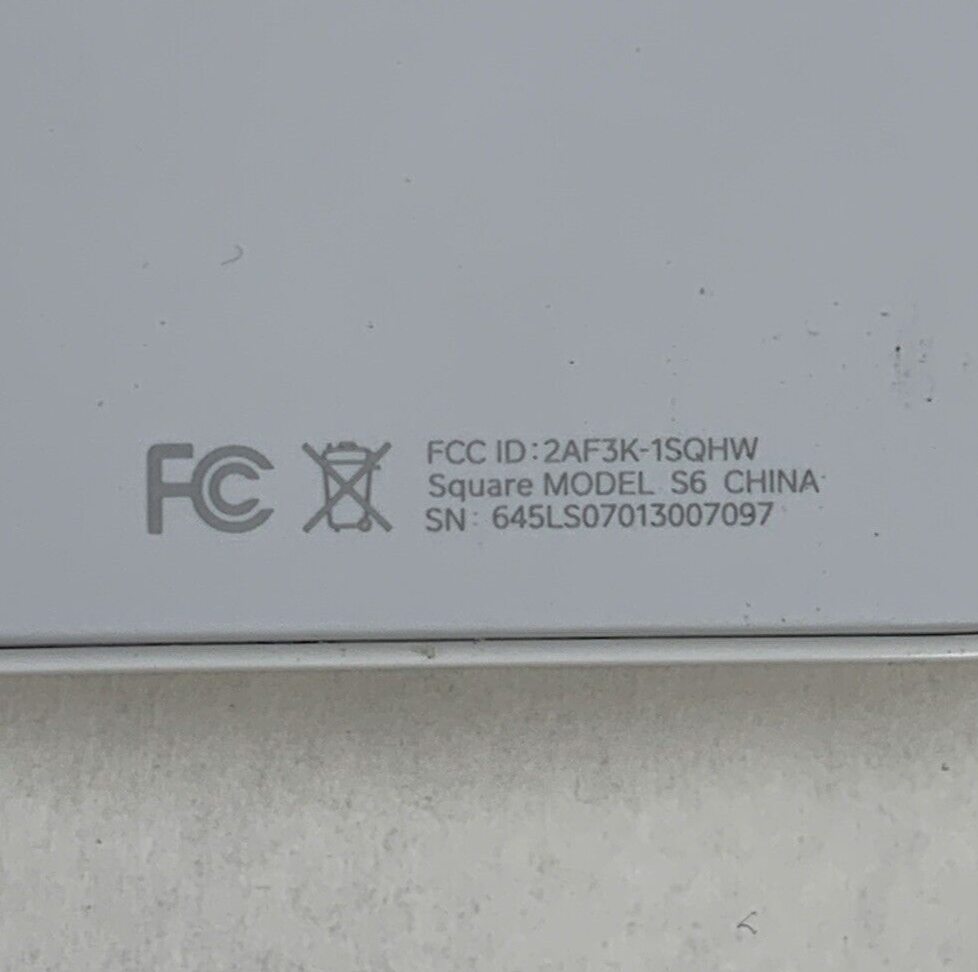 FC FCC ID:2AF3K-1SQHW
Square MODEL S6 CHINA
SN: 645LS07013007097